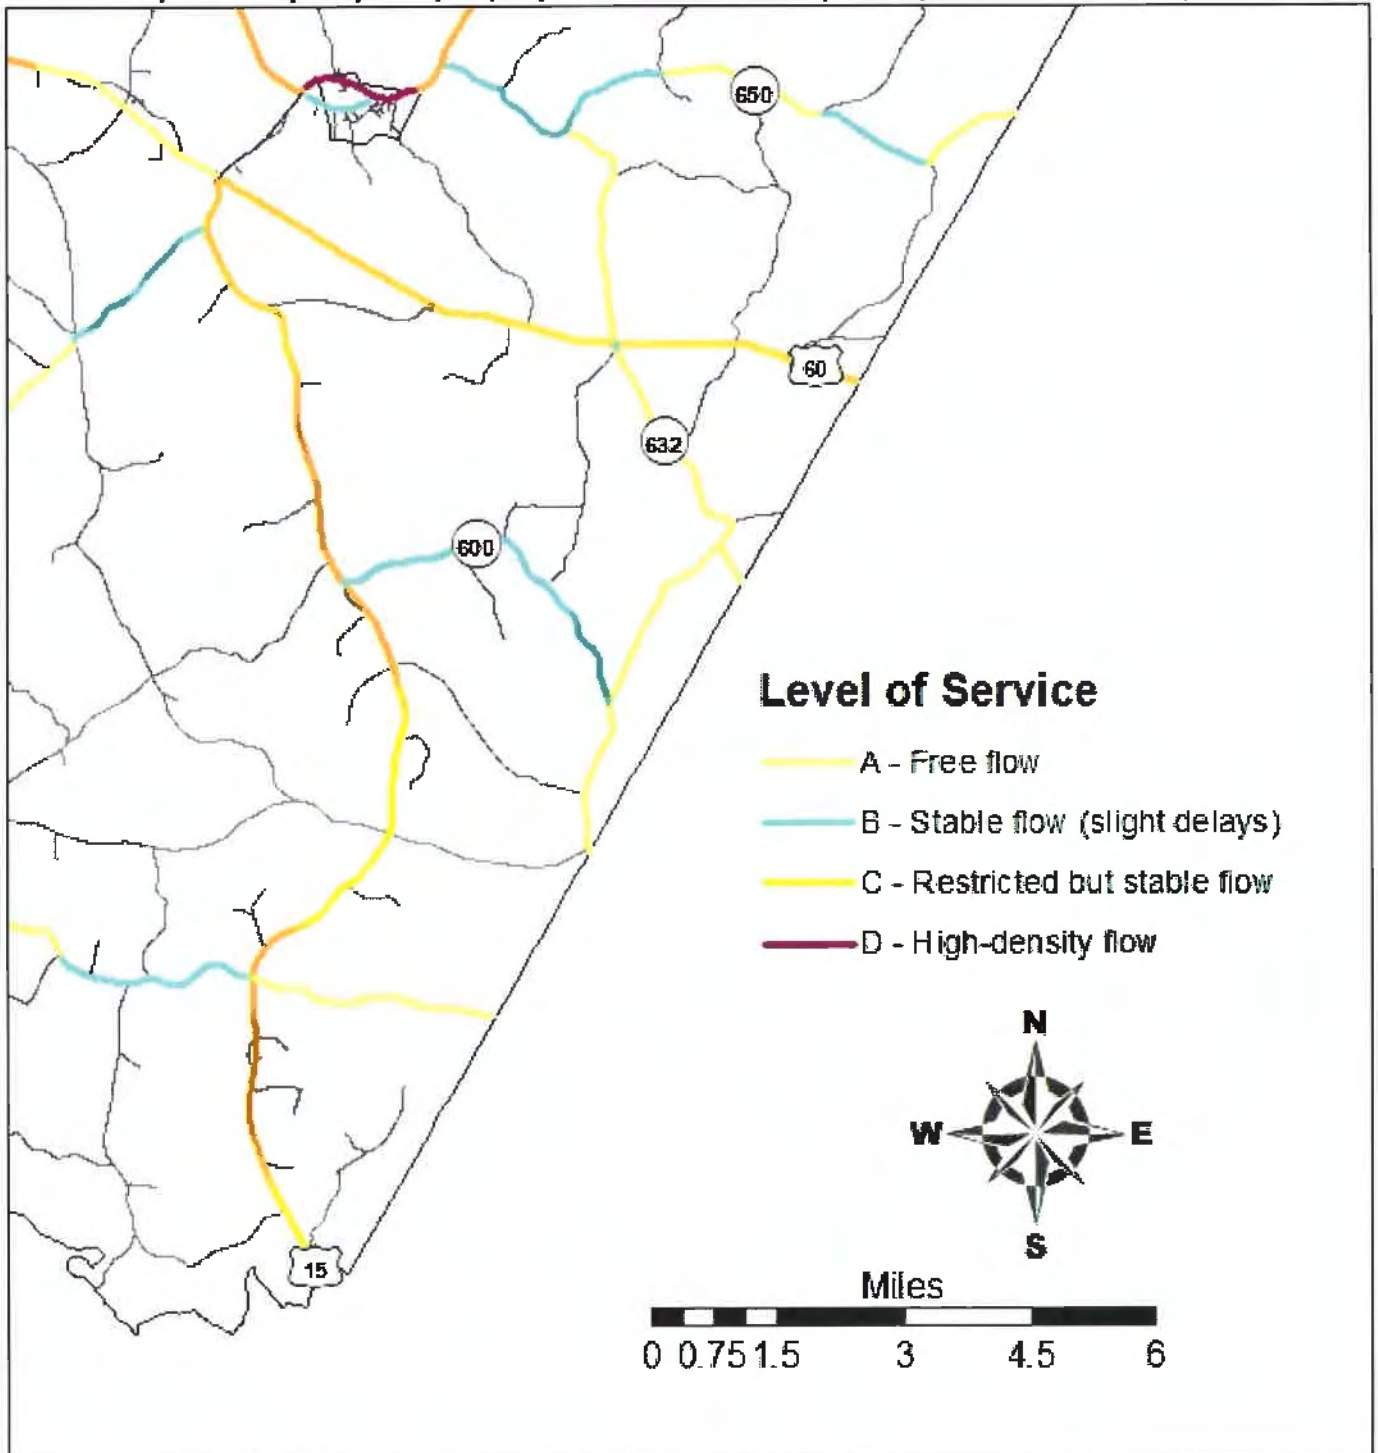 650
60
632
600
Level of Service
A - Free flow
B - Stable flow (slight delays)
C - Restricted but stable flow
D - High-density flow
N
W E
S
15
Miles
0 0.75 1.5 3 4.5 6